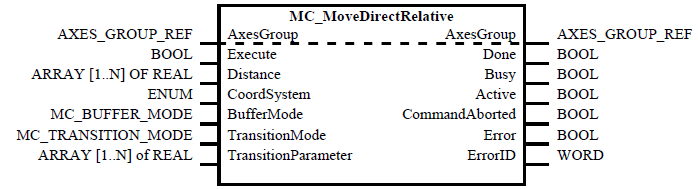 MC_MoveDirectRelative
AXES_GROUP_REF AxesGroup AxesGroup AXES_GROUP_REF
BOOL Execute Done BOOL
ARRAY [1..N] OF REAL Distance Busy BOOL
ENUM CoordSystem Active BOOL
MC_BUFFER_MODE BufferMode CommandAborted BOOL
MC_TRANSITION_MODE TransitionMode Error BOOL
ARRAY [1..N] of REAL TransitionParameter ErrorID WORD